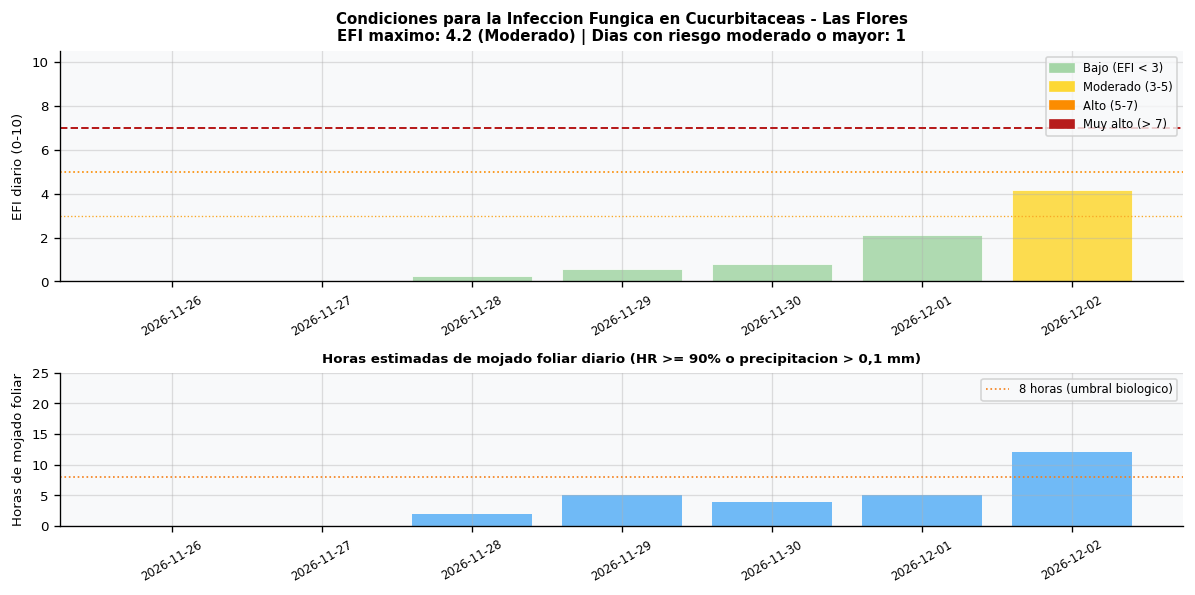 Condiciones para la Infeccion Fungica en Cucurbitaceas - Las Flores
EFI maximo: 4.2 (Moderado) | Dias con riesgo moderado o mayor: 1
EFI diario (0-10)
10
8
6
4
2
0
Bajo (EFI < 3)
Moderado (3-5)
Alto (5-7)
Muy alto (> 7)
2026-11-26
2026-11-27
2026-11-28
2026-11-29
2026-11-30
2026-12-01
2026-12-02
Horas estimadas de mojado foliar diario (HR >= 90% o precipitacion > 0,1 mm)
Horas de mojado foliar
25
20
15
10
5
0
8 horas (umbral biologico)
2026-11-26
2026-11-27
2026-11-28
2026-11-29
2026-11-30
2026-12-01
2026-12-02